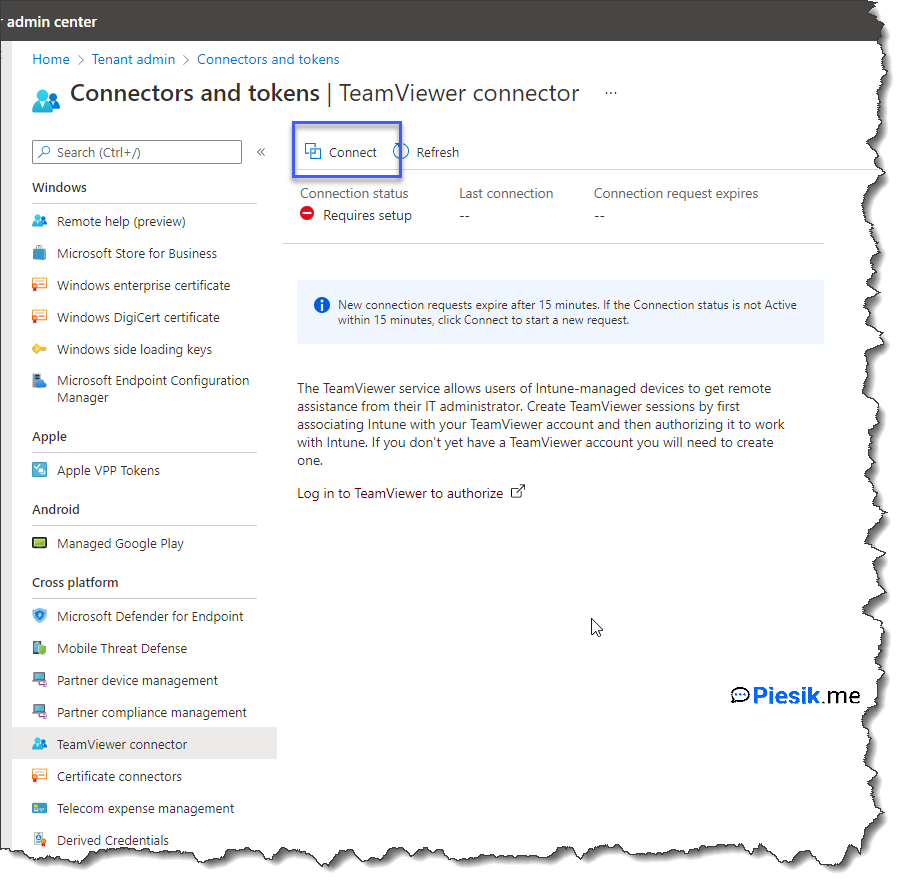 r admin center
Home > Tenant admin > Connectors and tokens
Connectors and tokens | TeamViewer connector ...
Search (Ctrl+/) «
Connect Refresh
Windows
Remote help (preview)
Microsoft Store for Business
Windows enterprise certificate
Windows DigiCert certificate
Windows side loading keys
Microsoft Endpoint Configuration
Manager
Apple
Apple VPP Tokens
Android
Managed Google Play
Cross platform
Microsoft Defender for Endpoint
Mobile Threat Defense
Partner device management
Partner compliance management
TeamViewer connector
Certificate connectors
Telecom expense management
Derived Credentials
Connection status Last connection Connection request expires
Requires setup -- --
New connection requests expire after 15 minutes. If the Connection status is not Active
within 15 minutes, click Connect to start a new request.
The TeamViewer service allows users of Intune-managed devices to get remote
assistance from their IT administrator. Create TeamViewer sessions by first
associating Intune with your TeamViewer account and then authorizing it to work
with Intune. If you don't yet have a TeamViewer account you will need to create
one.
Log in to TeamViewer to authorize
Piesik.me